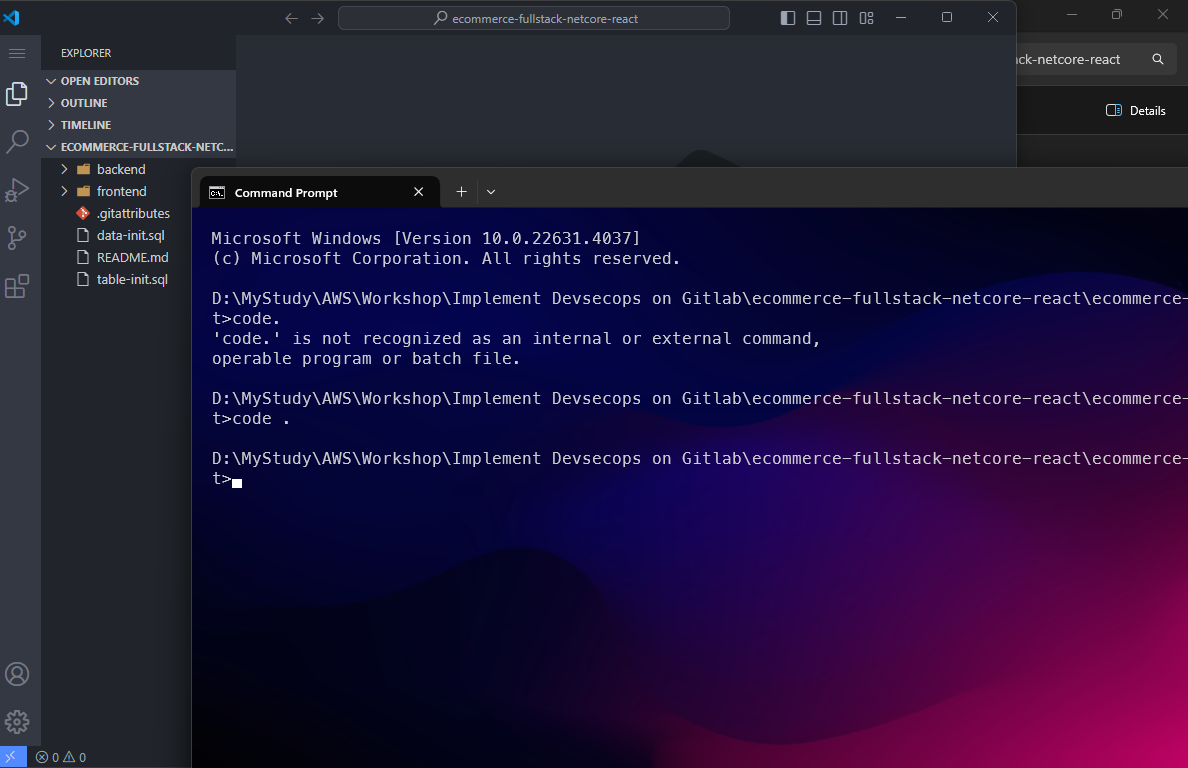 ecommerce-fullstack-netcore-react
ck-netcore-react
Details
EXPLORER
OPEN EDITORS
OUTLINE
TIMELINE
ECOMMERCE-FULLSTACK-NETC...
backend
frontend
.gitattributes
data-init.sql
README.md
table-init.sql
0 0
Command Prompt
Microsoft Windows [Version 10.0.22631.4037]
(c) Microsoft Corporation. All rights reserved.
D:\MyStudy\AWS\Workshop\Implement Devsecops on Gitlab\ecommerce-fullstack-netcore-react\ecommerce-
t>code.
'code.' is not recognized as an internal or external command,
operable program or batch file.
D:\MyStudy\AWS\Workshop\Implement Devsecops on Gitlab\ecommerce-fullstack-netcore-react\ecommerce-
t>code .
D:\MyStudy\AWS\Workshop\Implement Devsecops on Gitlab\ecommerce-fullstack-netcore-react\ecommerce-
t>